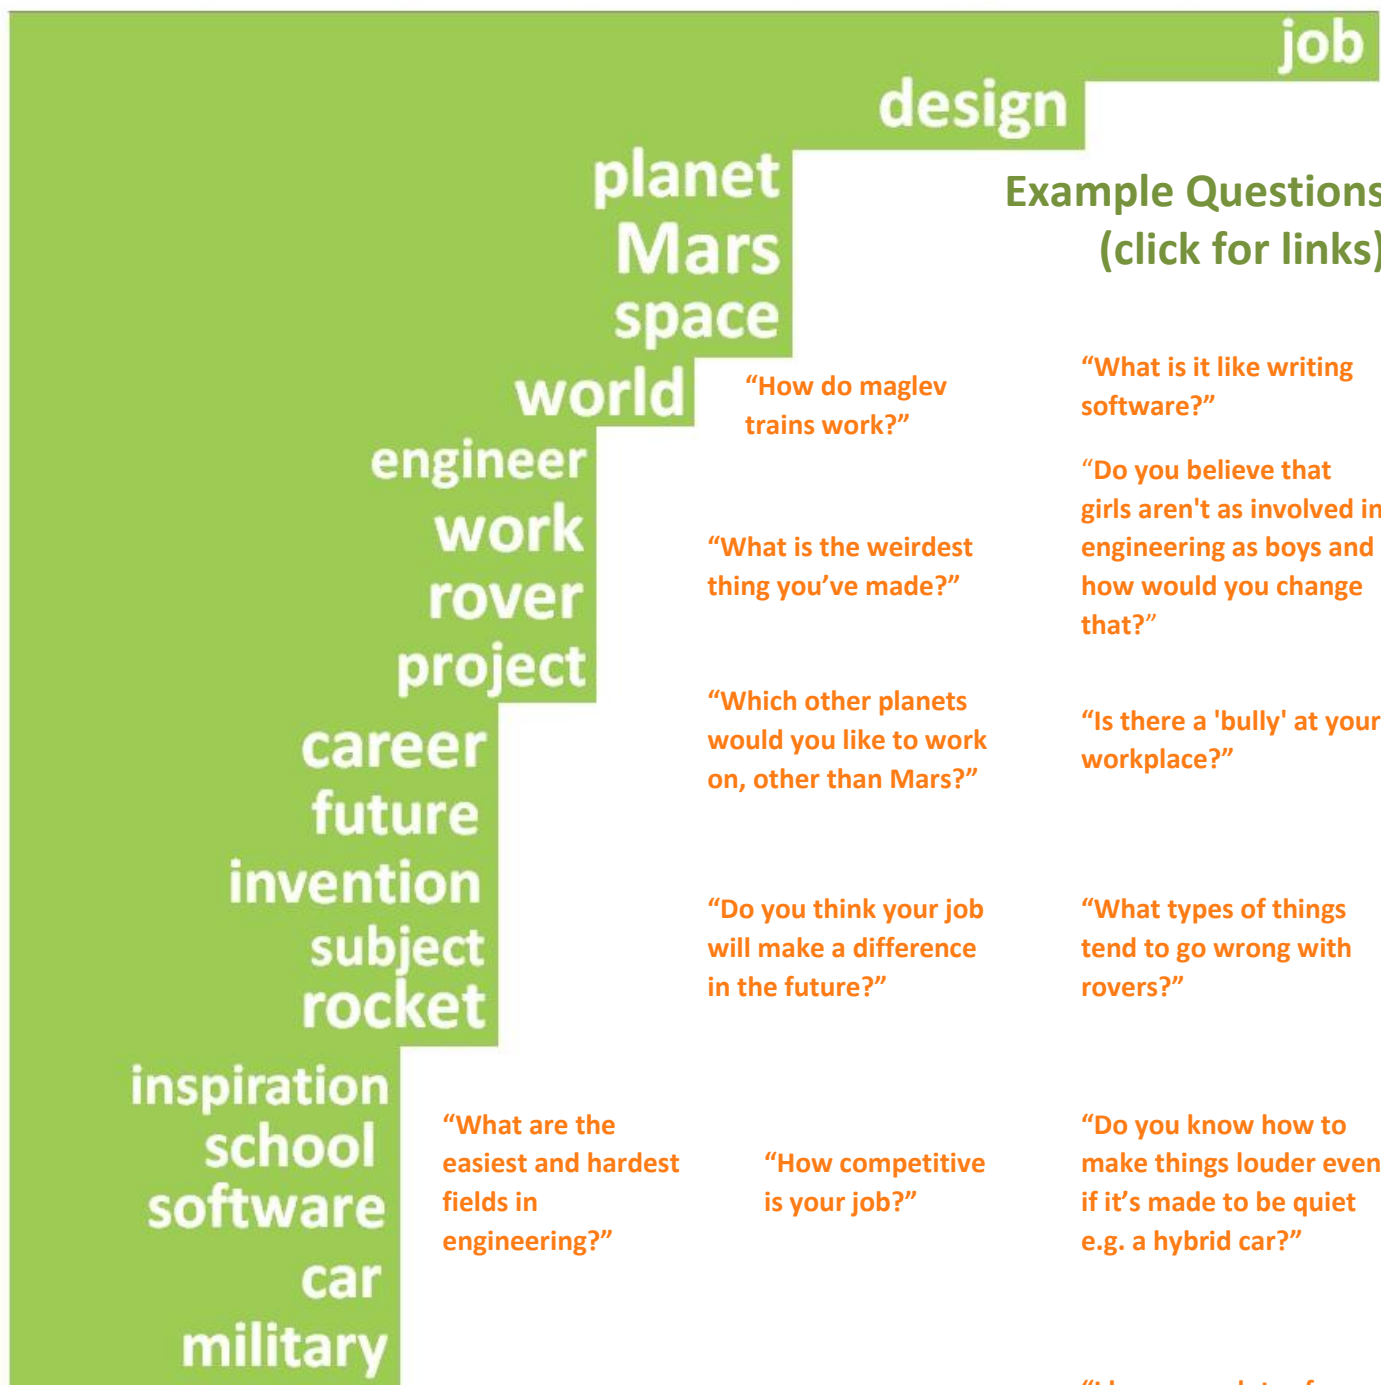 job
design
planet
Mars
space
world
engineer
work
rover
project
career
future
invention
subject
rocket
inspiration
school
software
car
military
Example Questions
(click for links)
“How do maglev
trains work?”
“What is it like writing
software?”
“Do you believe that
girls aren't as involved in
engineering as boys and
how would you change
that?”
“What is the weirdest
thing you’ve made?”
“Which other planets
would you like to work
on, other than Mars?”
“Is there a 'bully' at your
workplace?”
“Do you think your job
will make a difference
in the future?”
“What types of things
tend to go wrong with
rovers?”
“What are the
easiest and hardest
fields in
engineering?”
“How competitive
is your job?”
“Do you know how to
make things louder even
if it’s made to be quiet
e.g. a hybrid car?”